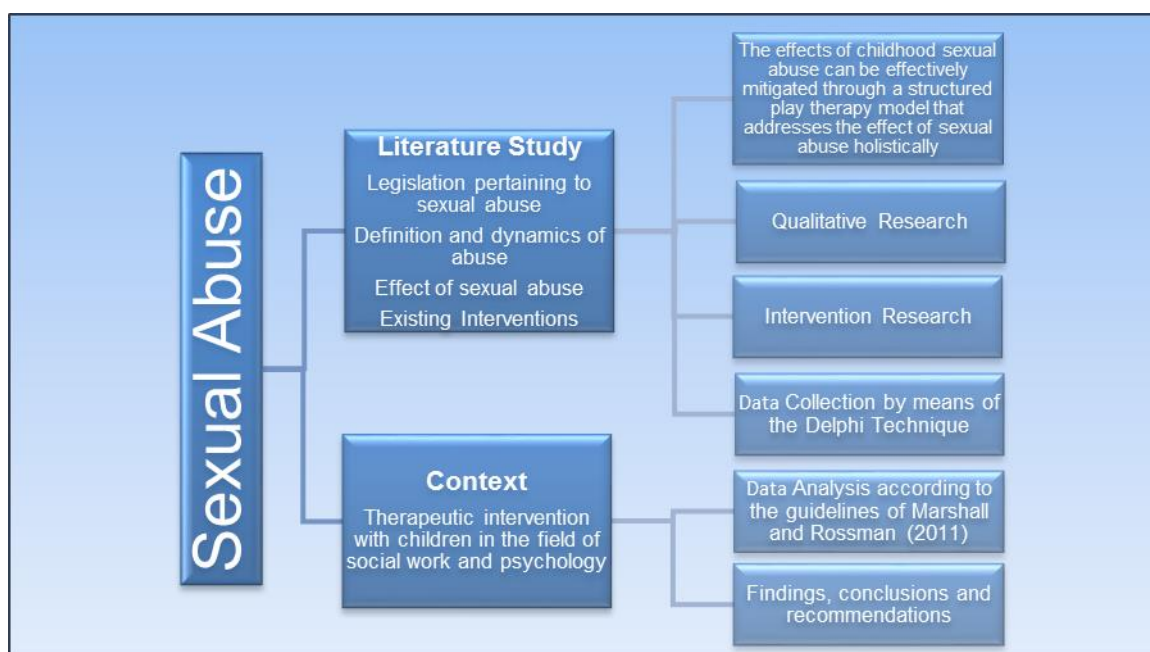 Sexual Abuse
Literature Study
Legislation pertaining to
sexual abuse
Definition and dynamics of
abuse
Effect of sexual abuse
Existing Interventions
Context
Therapeutic intervention
with children in the field of
social work and psychology
The effects of childhood sexual
abuse can be effectively
mitigated through a structured
play therapy model that
addresses the effect of sexual
abuse holistically
Qualitative Research
Intervention Research
Data Collection by means of
the Delphi Technique
Data Analysis according to
the guidelines of Marshall
and Rossman (2011)
Findings, conclusions and
recommendations